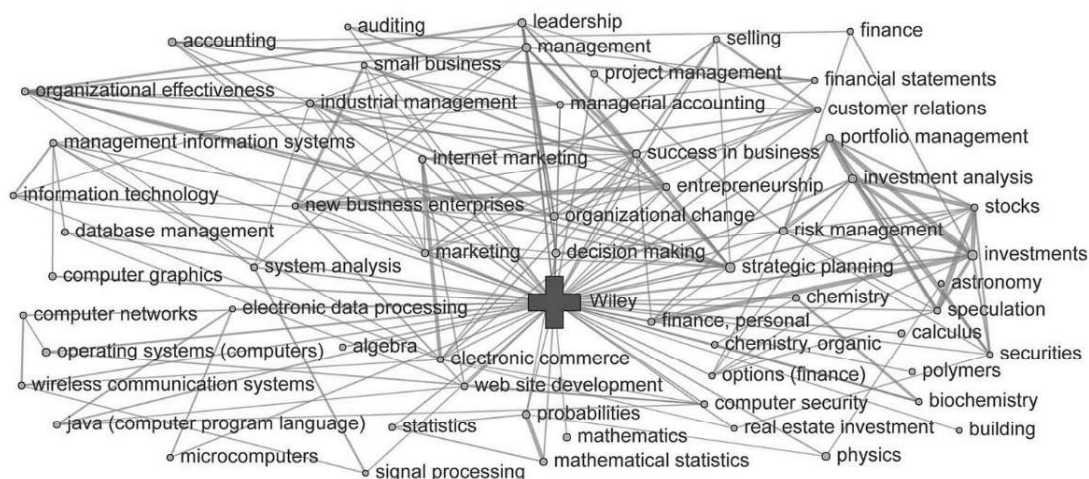 leadership
auditing
accounting
management
selling
finance
small business
project management
financial statements
organizational effectiveness
industrial management
managerial accounting
customer relations
management information systems
internet marketing
success in business
portfolio management
information technology
entrepreneurship
investment analysis
new business enterprises
organizational change
stocks
database management
risk management
marketing
decision making
investments
computer graphics
system analysis
strategic planning
astronomy
Wiley
chemistry
computer networks
electronic data processing
finance, personal
speculation
calculus
operating systems (computers)
algebra
electronic commerce
chemistry, organic
securities
wireless communication systems
web site development
options (finance)
polymers
java (computer program language)
statistics
probabilities
computer security
biochemistry
mathematics
real estate investment
building
microcomputers
signal processing
mathematical statistics
physics